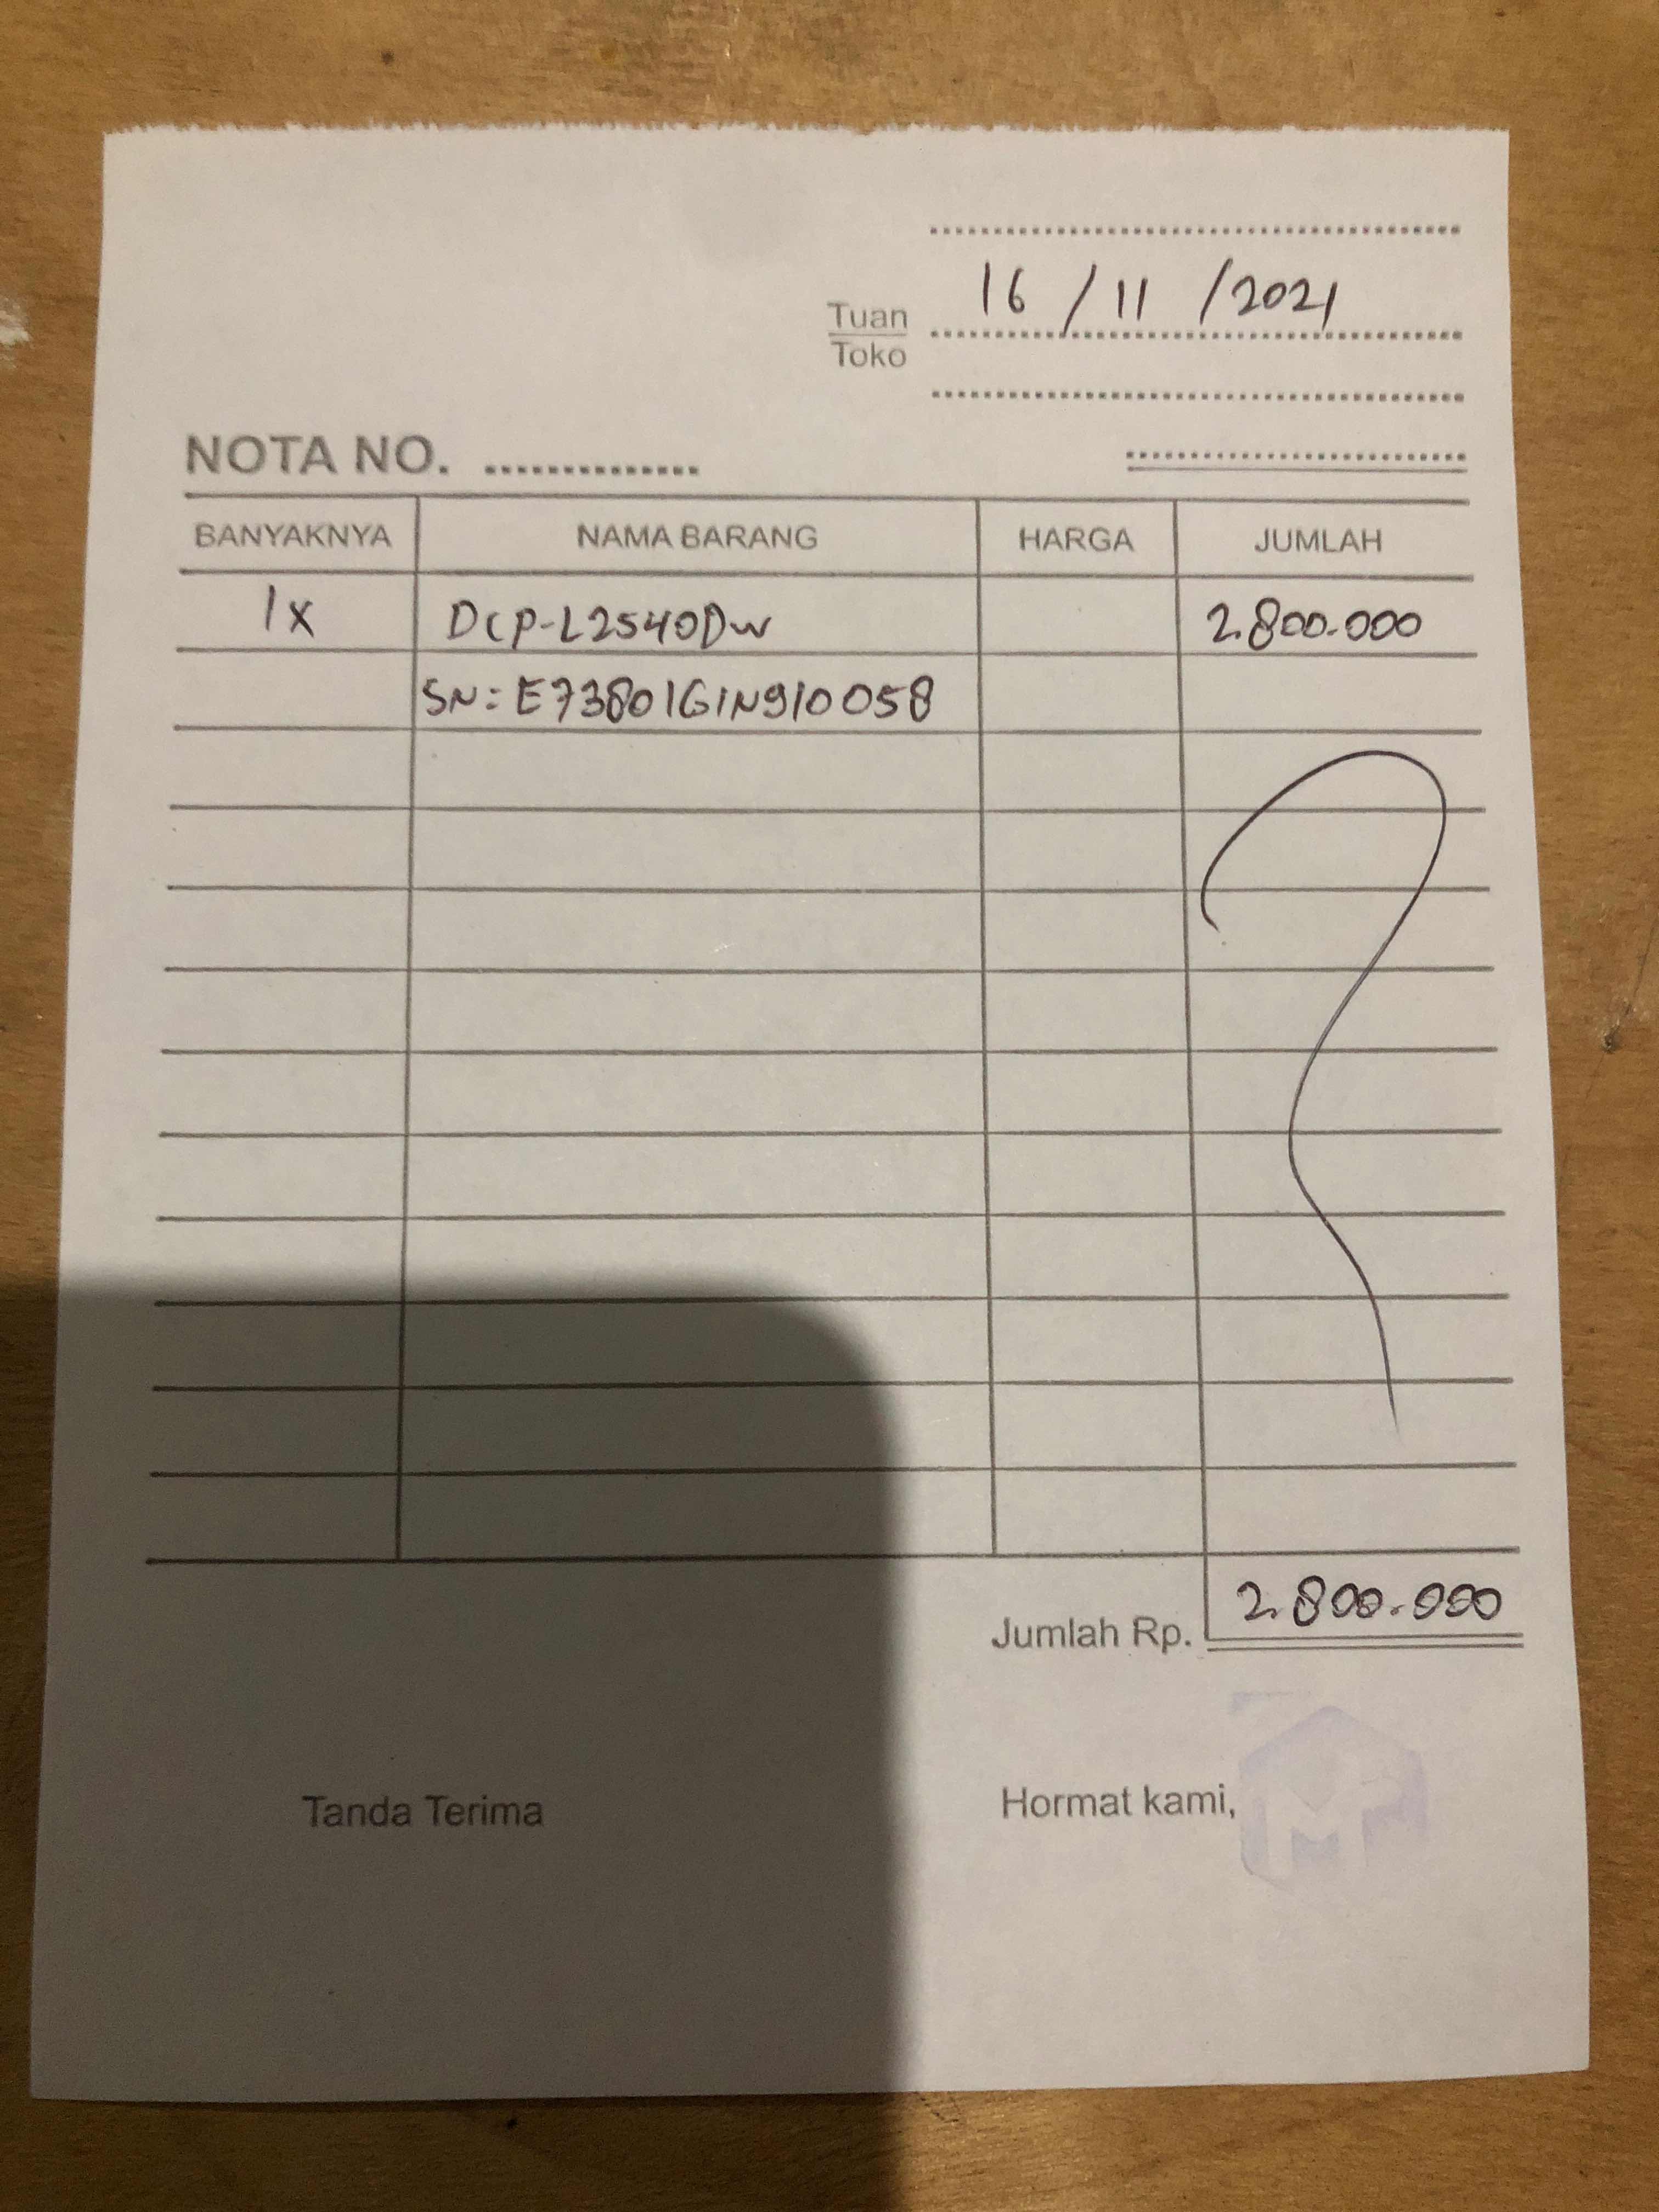 16 / 11 / 2021
Tuan
Toko
NOTA NO. ..............
BANYAKNYA NAMA BARANG HARGA JUMLAH
1x DCP-L2540DW 2.800.000
SN: E73801G1N910058
Jumlah Rp. 2.800.000
Tanda Terima Hormat kami,